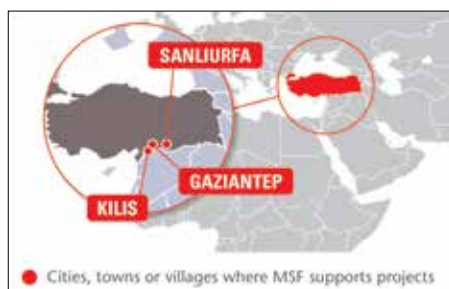 SANLIURFA
GAZIANTEP
KILIS
Cities, towns or villages where MSF supports projects